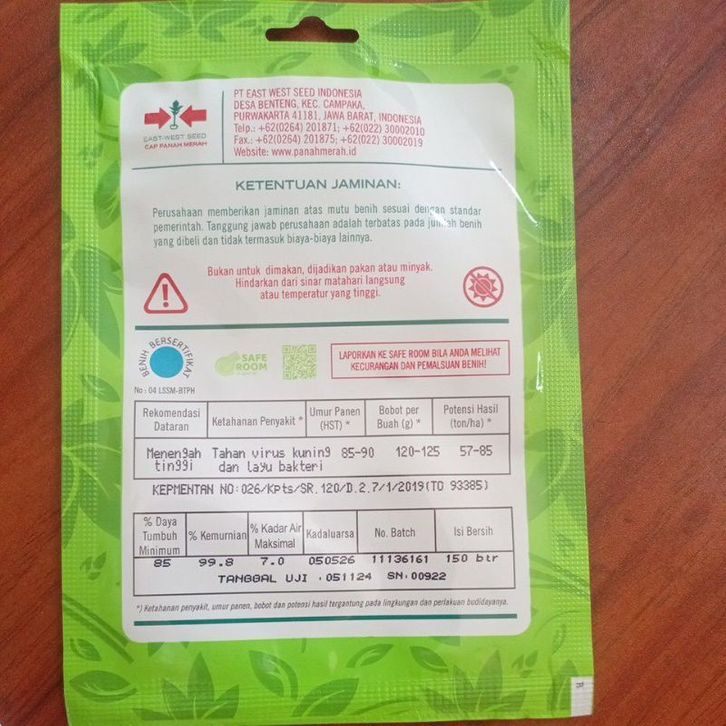 PT EAST WEST SEED INDONESIA
DESA BENTENG, KEC. CAMPAKA,
PURWAKARTA 41181, JAWA BARAT, INDONESIA
Telp.: +62(0264) 201871; +62(022) 30002010
Fax.: +62(0264) 201875; +62(022) 30002019
Website: www.panahmerah.id
EAST-WEST SEED
CAP PANAH MERAH
KETENTUAN JAMINAN:
Perusahaan memberikan jaminan atas mutu benih sesuai dengan standar
pemerintah. Tanggung jawab perusahaan adalah terbatas pada jumlah benih
yang dibeli dan tidak termasuk biaya-biaya lainnya.
Bukan untuk dimakan, dijadikan pakan atau minyak.
Hindarkan dari sinar matahari langsung
atau temperatur yang tinggi.
BENIH BERSERTIFIKAT
No : 04 LSSM-BTPH
SAFE
ROOM
LAPORKAN KE SAFE ROOM BILA ANDA MELIHAT
KECURANGAN DAN PEMALSUAN BENIH!
Rekomendasi Dataran Ketahanan Penyakit * Umur Panen (HST) * Bobot per Buah (g) * Potensi Hasil (ton/ha) *
Menengah Tahan virus kuning 85-90 120-125 57-85
tinggi dan layu bakteri
KEPMENTAN NO:026/Kpts/SR.120/D.2.7/1/2019(TO 93385)
% Daya Tumbuh Minimum % Kemurnian % Kadar Air Maksimal Kadaluarsa No. Batch Isi Bersih
85 99.8 7.0 050526 11136161 150 btr
TANGGAL UJI :051124 SN:00922
*) Ketahanan penyakit, umur panen, bobot dan potensi hasil tergantung pada lingkungan dan perlakuan budidayanya.